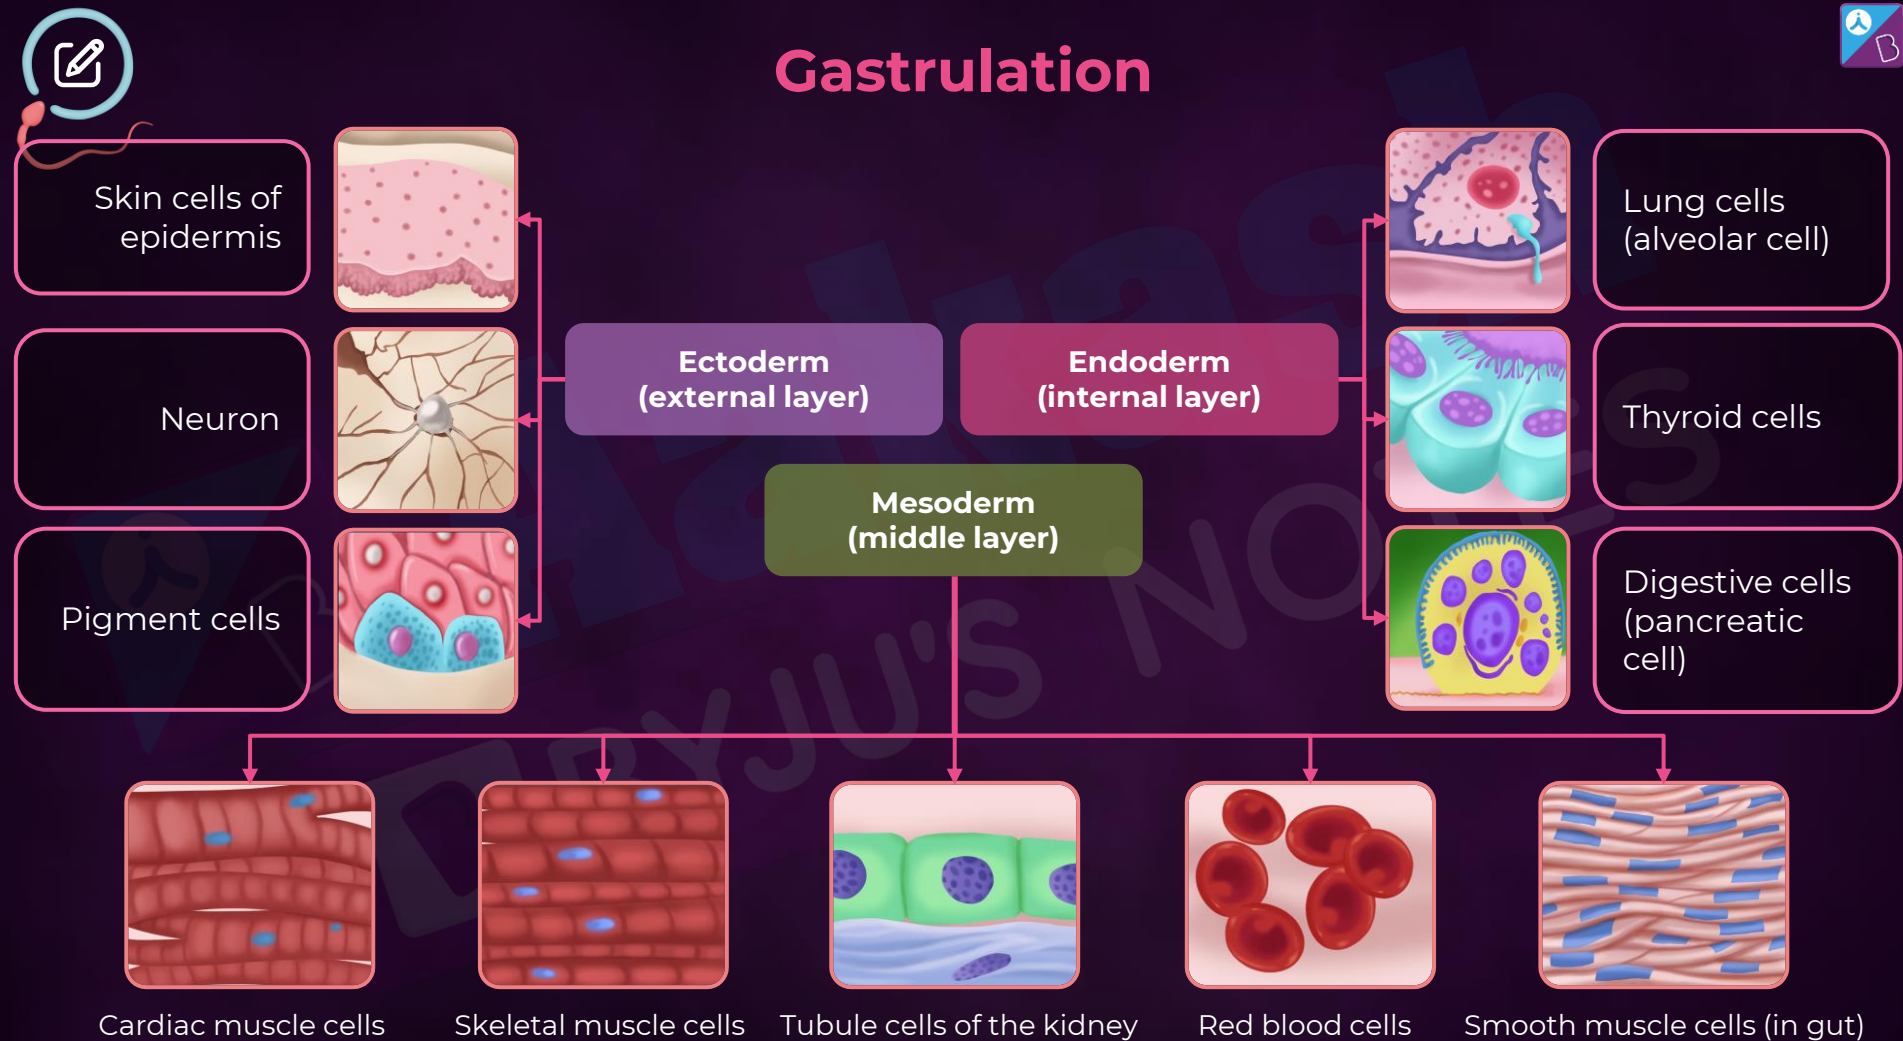 Gastrulation
Skin cells of
epidermis
Neuron
Pigment cells
Ectoderm
(external layer)
Endoderm
(internal layer)
Mesoderm
(middle layer)
Lung cells
(alveolar cell)
Thyroid cells
Digestive cells
(pancreatic
cell)
Cardiac muscle cells
Skeletal muscle cells
Tubule cells of the kidney
Red blood cells
Smooth muscle cells (in gut)
Aakash
BYJU'S NOTES
B